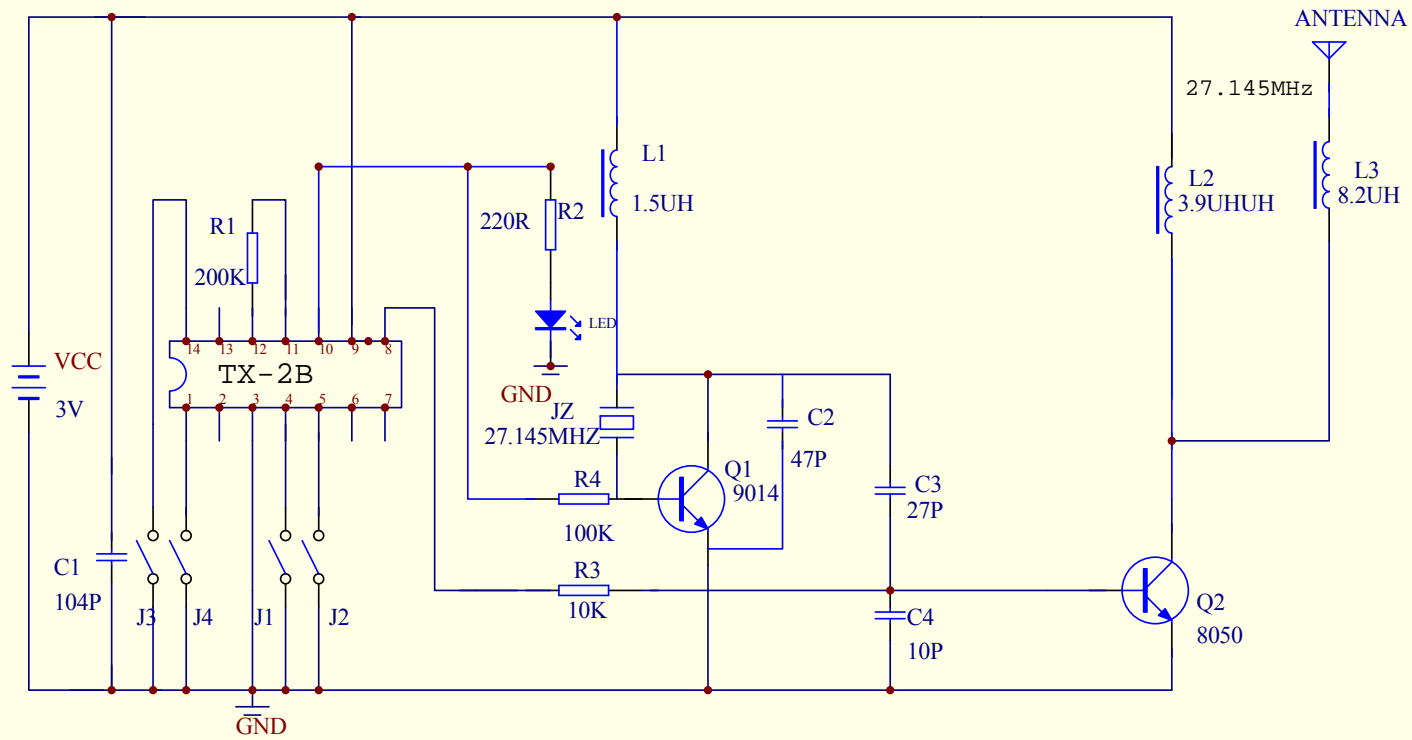 ANTENNA
27.145MHz
L1
1.5UH
L2
3.9UHUH
L3
8.2UH
R1
200K
220R
R2
LED
GND
14 13 12 11 10 9 8
TX-2B
1 2 3 4 5 6 7
VCC
3V
JZ
27.145MHZ
C2
47P
Q1
9014
R4
100K
C3
27P
R3
10K
C1
104P
J3
J4
J1
J2
C4
10P
Q2
8050
GND